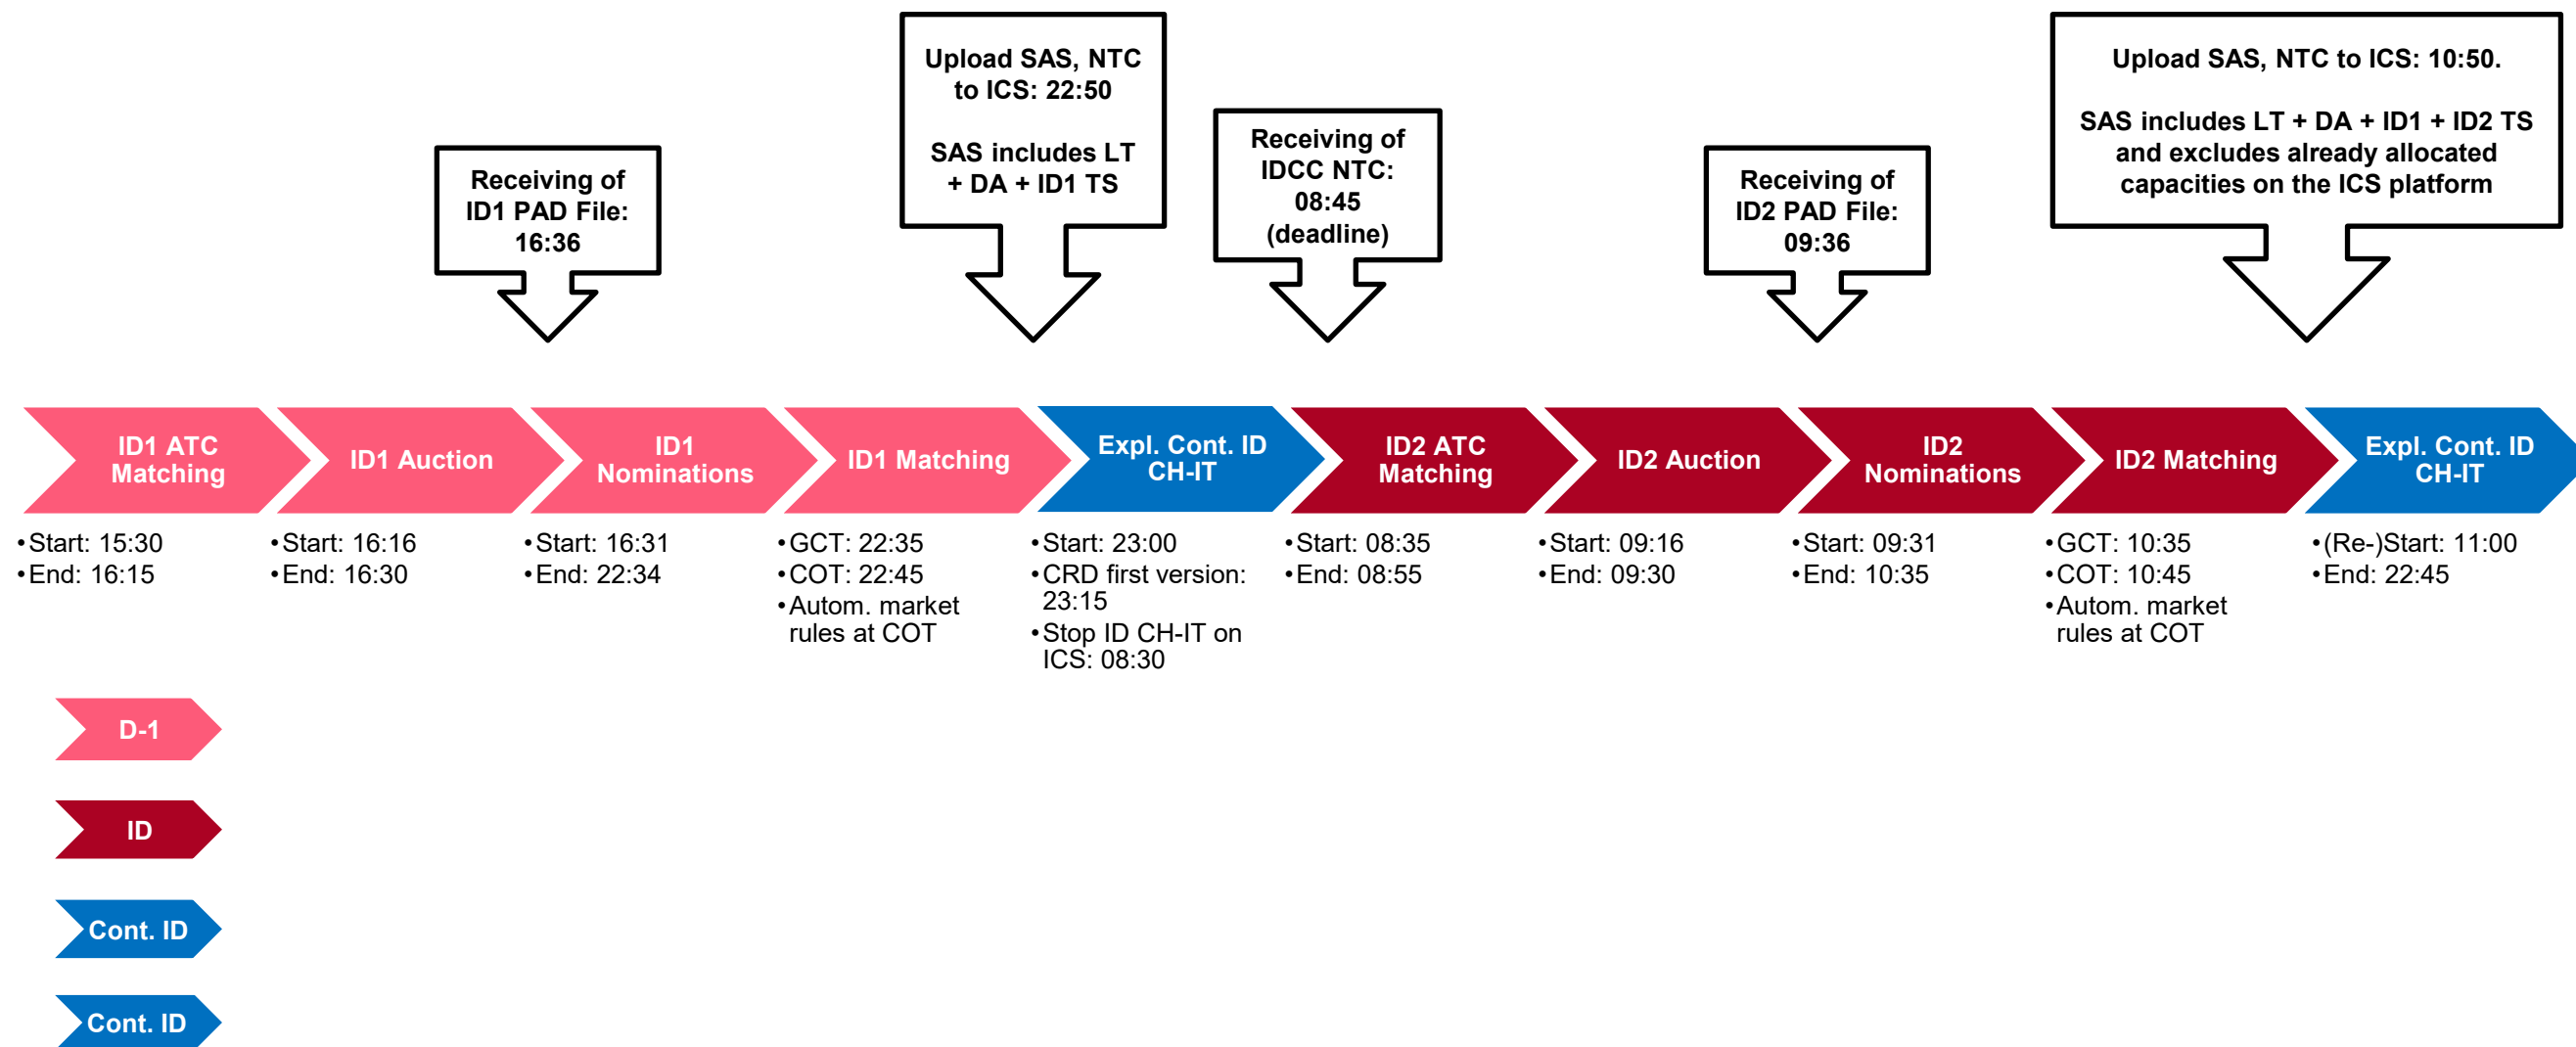 Upload SAS, NTC
to ICS: 22:50
SAS includes LT
+ DA + ID1 TS
Upload SAS, NTC to ICS: 10:50.
SAS includes LT + DA + ID1 + ID2 TS
and excludes already allocated
capacities on the ICS platform
Receiving of
IDCC NTC:
08:45
(deadline)
Receiving of
ID1 PAD File:
16:36
Receiving of
ID2 PAD File:
09:36
ID1 ATC
Matching
ID1 Auction
ID1
Nominations
ID1 Matching
Expl. Cont. ID
CH-IT
ID2 ATC
Matching
ID2 Auction
ID2
Nominations
ID2 Matching
Expl. Cont. ID
CH-IT
•Start: 15:30
•End: 16:15
•Start: 16:16
•End: 16:30
•Start: 16:31
•End: 22:34
•GCT: 22:35
•COT: 22:45
•Autom. market
rules at COT
•Start: 23:00
•CRD first version:
23:15
•Stop ID CH-IT on
ICS: 08:30
•Start: 08:35
•End: 08:55
•Start: 09:16
•End: 09:30
•Start: 09:31
•End: 10:35
•GCT: 10:35
•COT: 10:45
•Autom. market
rules at COT
•(Re-)Start: 11:00
•End: 22:45
D-1
ID
Cont. ID
Cont. ID